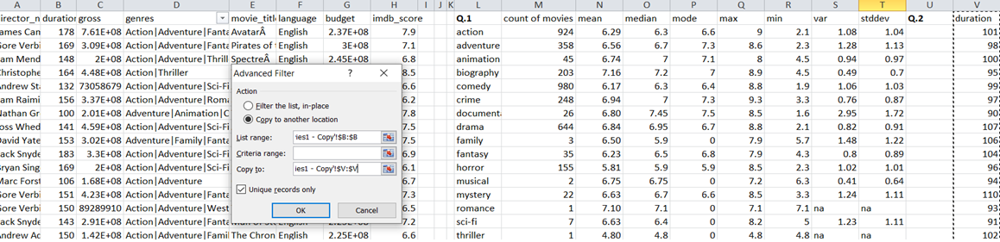 A B C D E F G H I J K L M N O P Q R S T U V
director_n duration gross genres movie_titl language budget imdb_score Q.1 count of movies mean median mode max min var stddev Q.2 duration
ames Cam 178 7.61E+08 Action|Adventure|Fanta AvatarÂ English 2.37E+08 7.9 action 924 6.29 6.3 6.6 9 2.1 1.08 1.04 101
Gore Verbi 169 3.09E+08 Action|Adventure|Fanta Pirates of English 3E+08 7.1 adventure 358 6.56 6.7 7.3 8.6 2.3 1.28 1.13 98
am Mend 148 2E+08 Action|Adventure|Thrill SpectreÂ English 2.45E+08 6.8 animation 45 6.74 7 7.1 8 4.5 0.94 0.97 100
Christophe 164 4.48E+08 Action|Thriller 8.5 biography 203 7.16 7.2 7 8.9 4.5 0.49 0.7 95
Andrew St 132 73058679 Action|Adventure|Sci-Fi 6.6 comedy 980 6.17 6.3 6.4 8.8 1.9 1.06 1.03 99
am Raimi 156 3.37E+08 Action|Adventure|Roma 6.2 crime 248 6.94 7 7.3 9.3 3.3 0.76 0.87 97
Nathan Gr 100 2.01E+08 Adventure|Animation|C 7.8 document 26 6.80 7.45 7.5 8.5 1.6 2.95 1.72 90
oss Whed 141 4.59E+08 Action|Adventure|Sci-Fi 7.5 drama 644 6.84 6.95 6.7 8.8 2.1 0.82 0.91 107
David Yate 153 3.02E+08 Adventure|Family|Fanta 7.5 family 3 6.50 5.9 0 7.9 5.7 1.48 1.22 106
ack Snyde 183 3.3E+08 Action|Adventure|Sci-Fi 6.9 fantasy 35 6.23 6.5 6.8 7.6 4.3 0.8 0.89 104
Bryan Sing 169 2E+08 Action|Adventure|Sci-Fi 6.1 horror 155 5.81 5.9 5.9 8.5 2.3 1.02 1.01 96
Marc Forst 106 1.68E+08 Action|Adventure 6.7 musical 2 6.75 6.75 0 7.2 6.3 0.41 0.64 94
Gore Verbi 151 4.23E+08 Action|Adventure|Fanta 7.3 mystery 22 6.63 6.7 6.6 8.5 3.3 1.24 1.11 110
Gore Verbi 150 89289910 Action|Adventure|West 6.5 romance 1 7.10 7.1 0 7.1 7.1 na na 93
ack Snyde 143 2.91E+08 Action|Adventure|Fanta Man of Ste English 2.25E+08 7.2 sci-fi 7 6.63 6.4 0 8.2 5 1.23 1.11 91
Andrew Ad 150 1.42E+08 Action|Adventure|Famil The Chron English 2.25E+08 6.6 thriller 1 4.80 4.8 0 4.8 4.8 na na 102
Advanced Filter ?
Action
Filter the list, in-place
Copy to another location
List range: ies1 - Copy'!$B:$B
Criteria range:
Copy to: ies1 - Copy'!$V:$V
Unique records only
OK Cancel